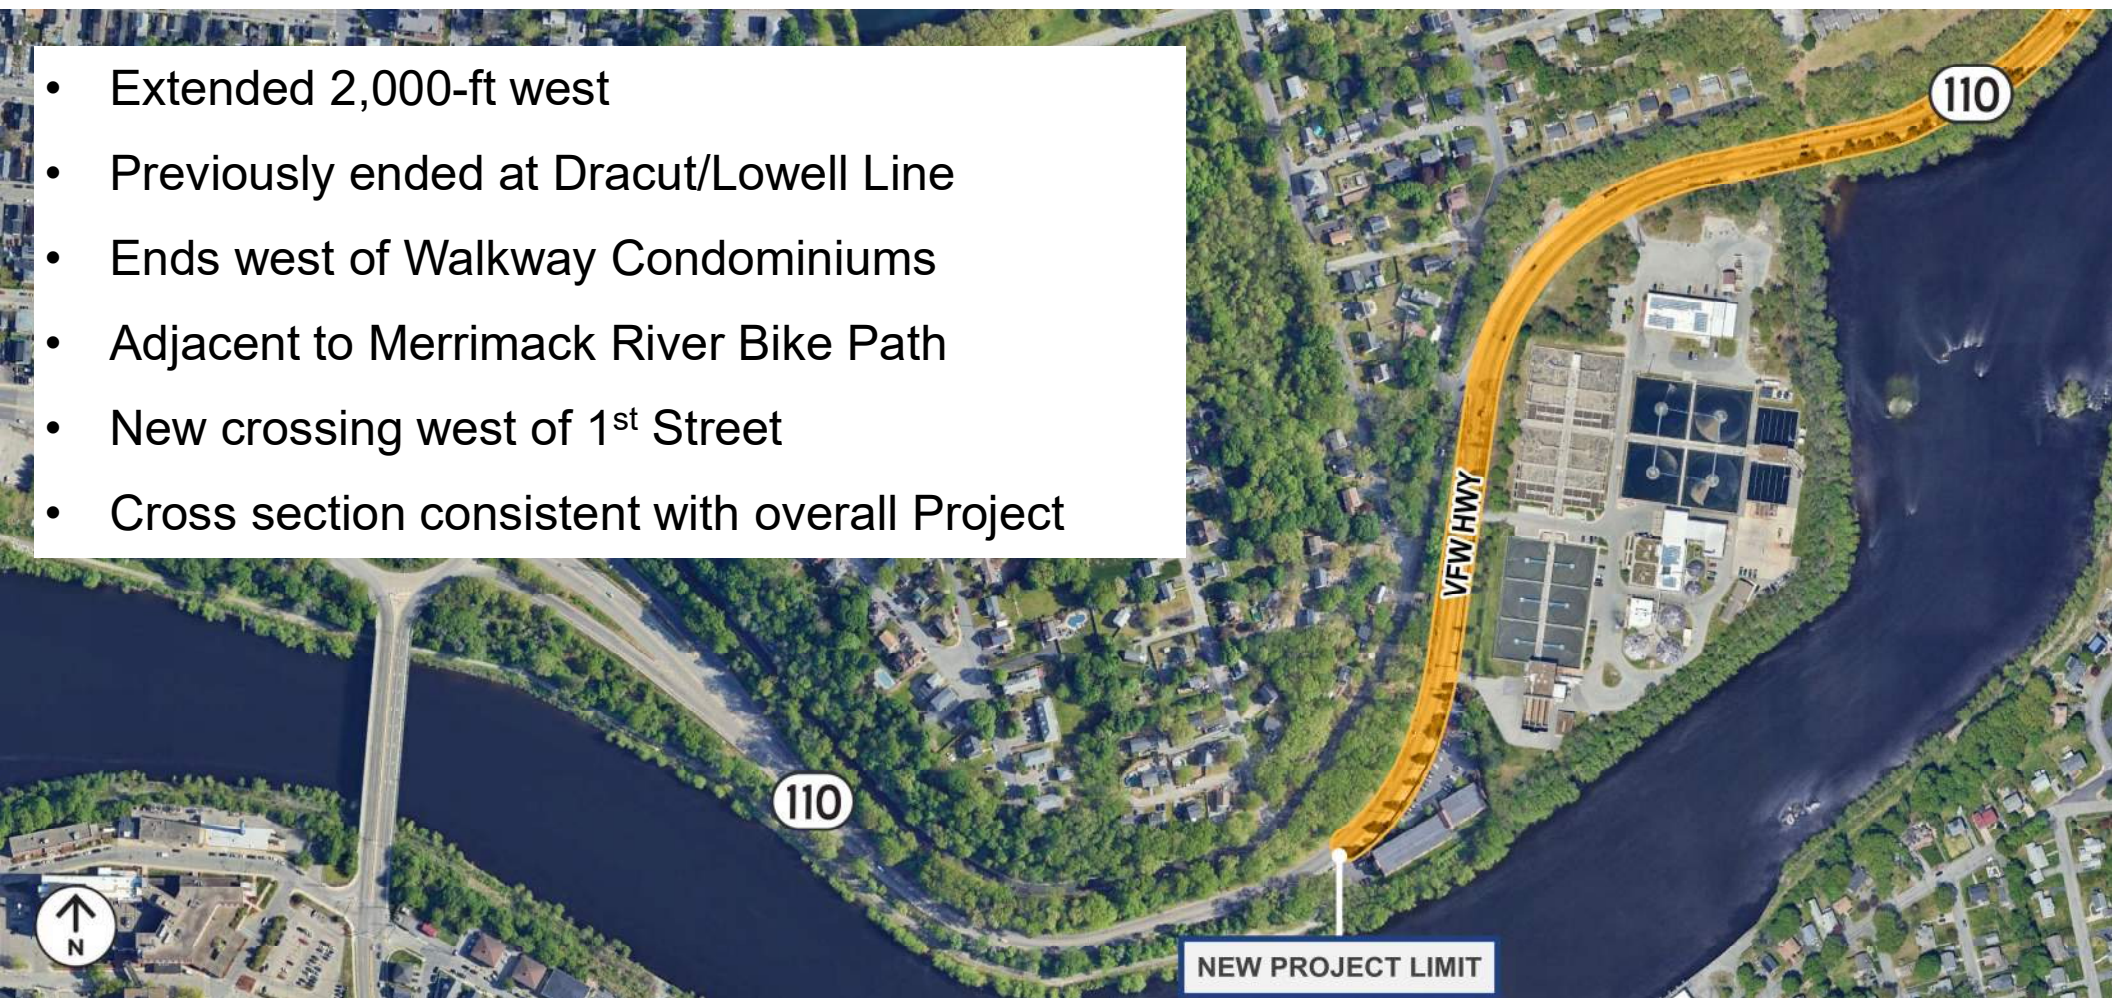 • Extended 2,000-ft west
• Previously ended at Dracut/Lowell Line
• Ends west of Walkway Condominiums
• Adjacent to Merrimack River Bike Path
• New crossing west of 1st Street
• Cross section consistent with overall Project
110
VFW HWY
110
N
NEW PROJECT LIMIT